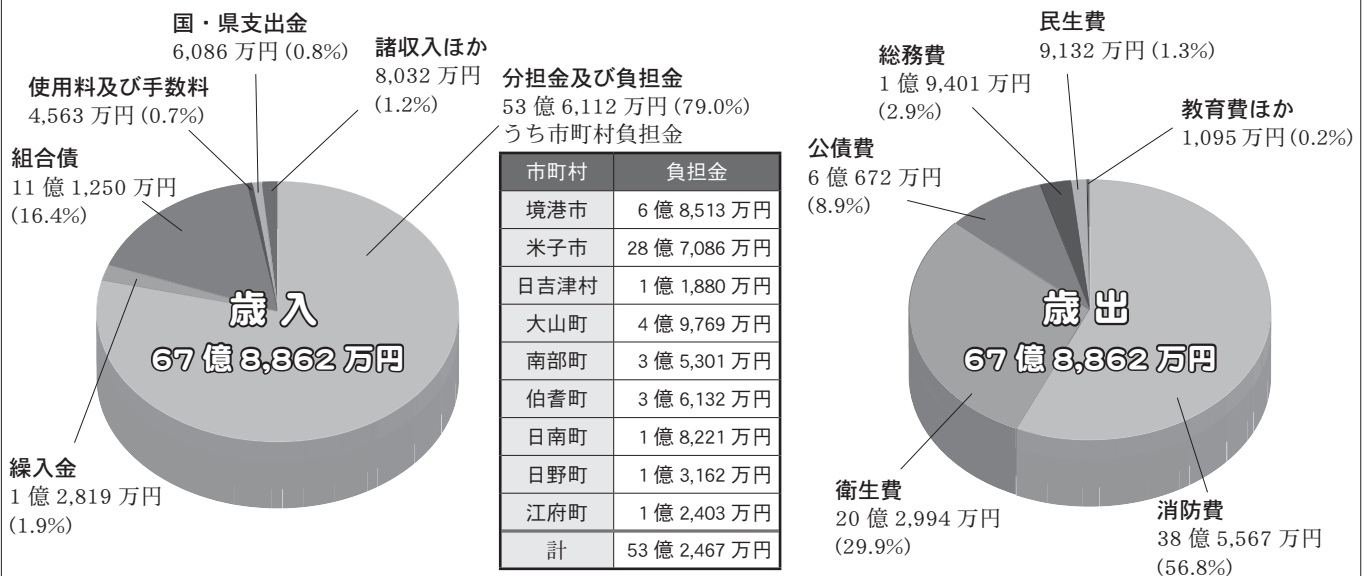 国・県支出金
6,086 万円 (0.8%)
諸収入ほか
8,032 万円
(1.2%)
使用料及び手数料
4,563 万円 (0.7%)
分担金及び負担金
53 億 6,112 万円 (79.0%)
うち市町村負担金
組合債
11 億 1,250 万円
(16.4%)
歳入
67 億 8,862 万円
繰入金
1 億 2,819 万円
(1.9%)
市町村 負担金
境港市 6 億 8,513 万円
米子市 28 億 7,086 万円
日吉津村 1 億 1,880 万円
大山町 4 億 9,769 万円
南部町 3 億 5,301 万円
伯耆町 3 億 6,132 万円
日南町 1 億 8,221 万円
日野町 1 億 3,162 万円
江府町 1 億 2,403 万円
計 53 億 2,467 万円
民生費
9,132 万円 (1.3%)
総務費
1 億 9,401 万円
(2.9%)
教育費ほか
1,095 万円 (0.2%)
公債費
6 億 672 万円
(8.9%)
歳出
67 億 8,862 万円
衛生費
20 億 2,994 万円
(29.9%)
消防費
38 億 5,567 万円
(56.8%)